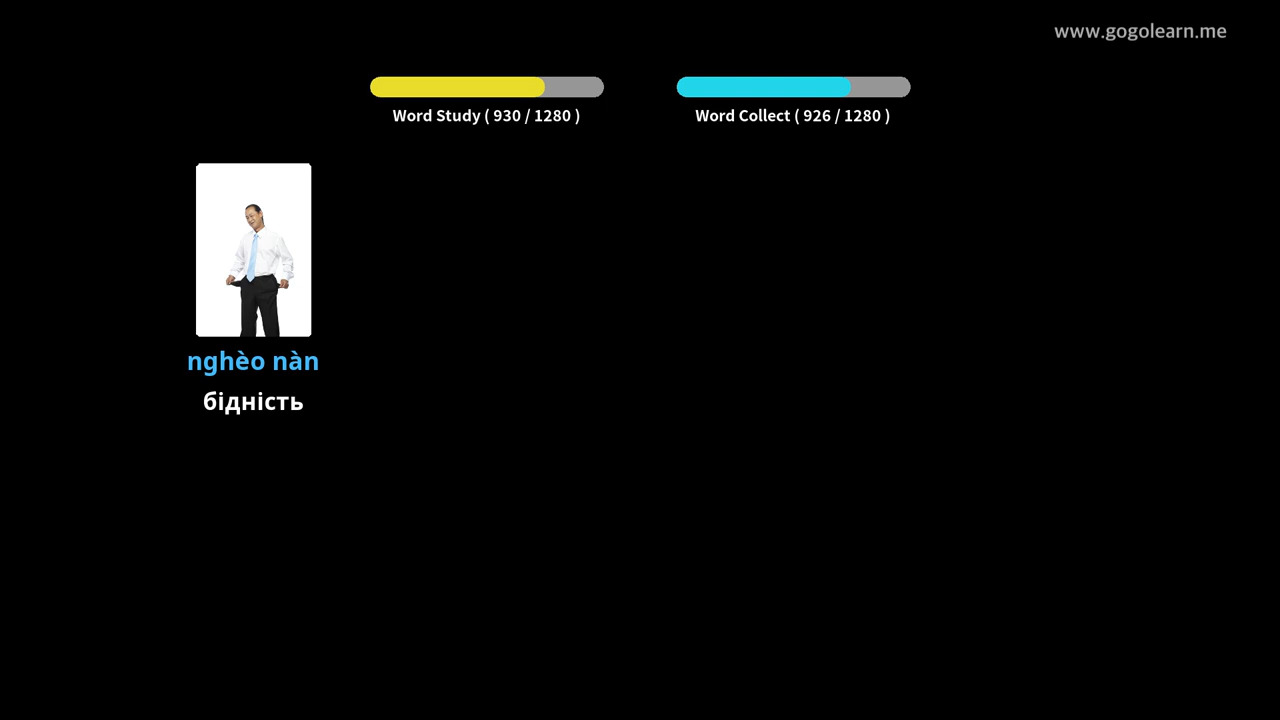 www.gogolearn.me
Word Study ( 930 / 1280 )
Word Collect ( 926 / 1280 )
nghèo nàn
бідність